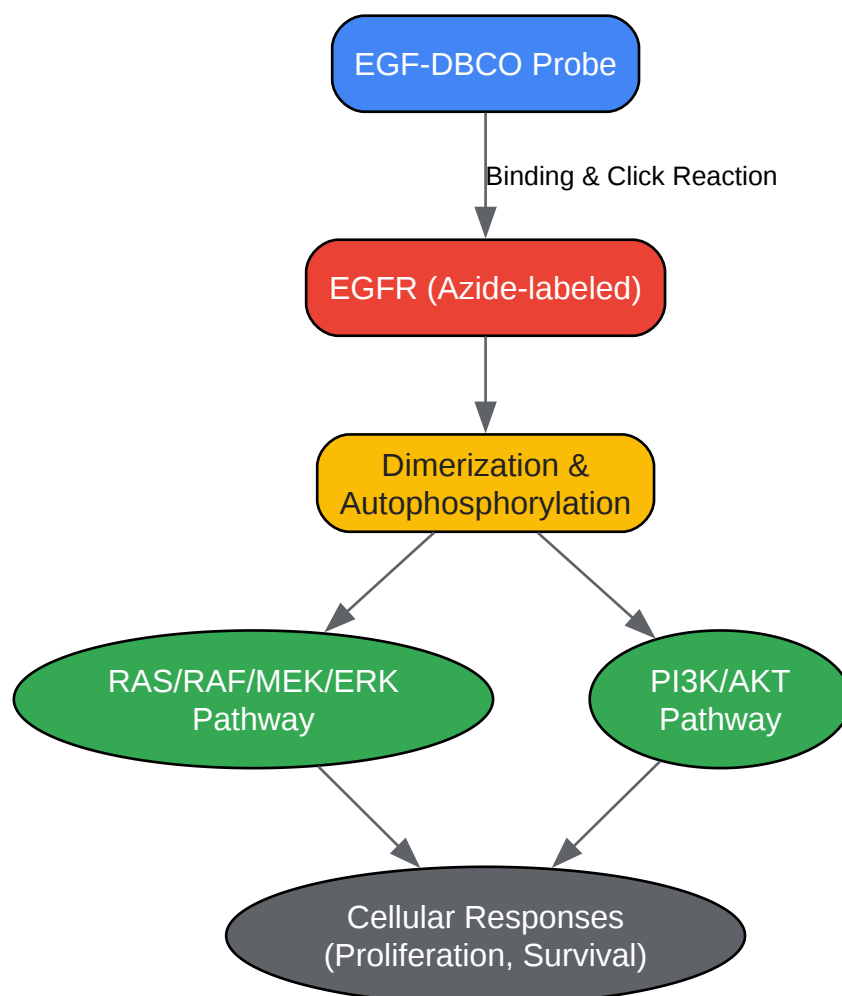 EGF-DBCO Probe
Binding & Click Reaction
EGFR (Azide-labeled)
Dimerization &
Autophosphorylation
RAS/RAF/MEK/ERK
Pathway
PI3K/AKT
Pathway
Cellular Responses
(Proliferation, Survival)